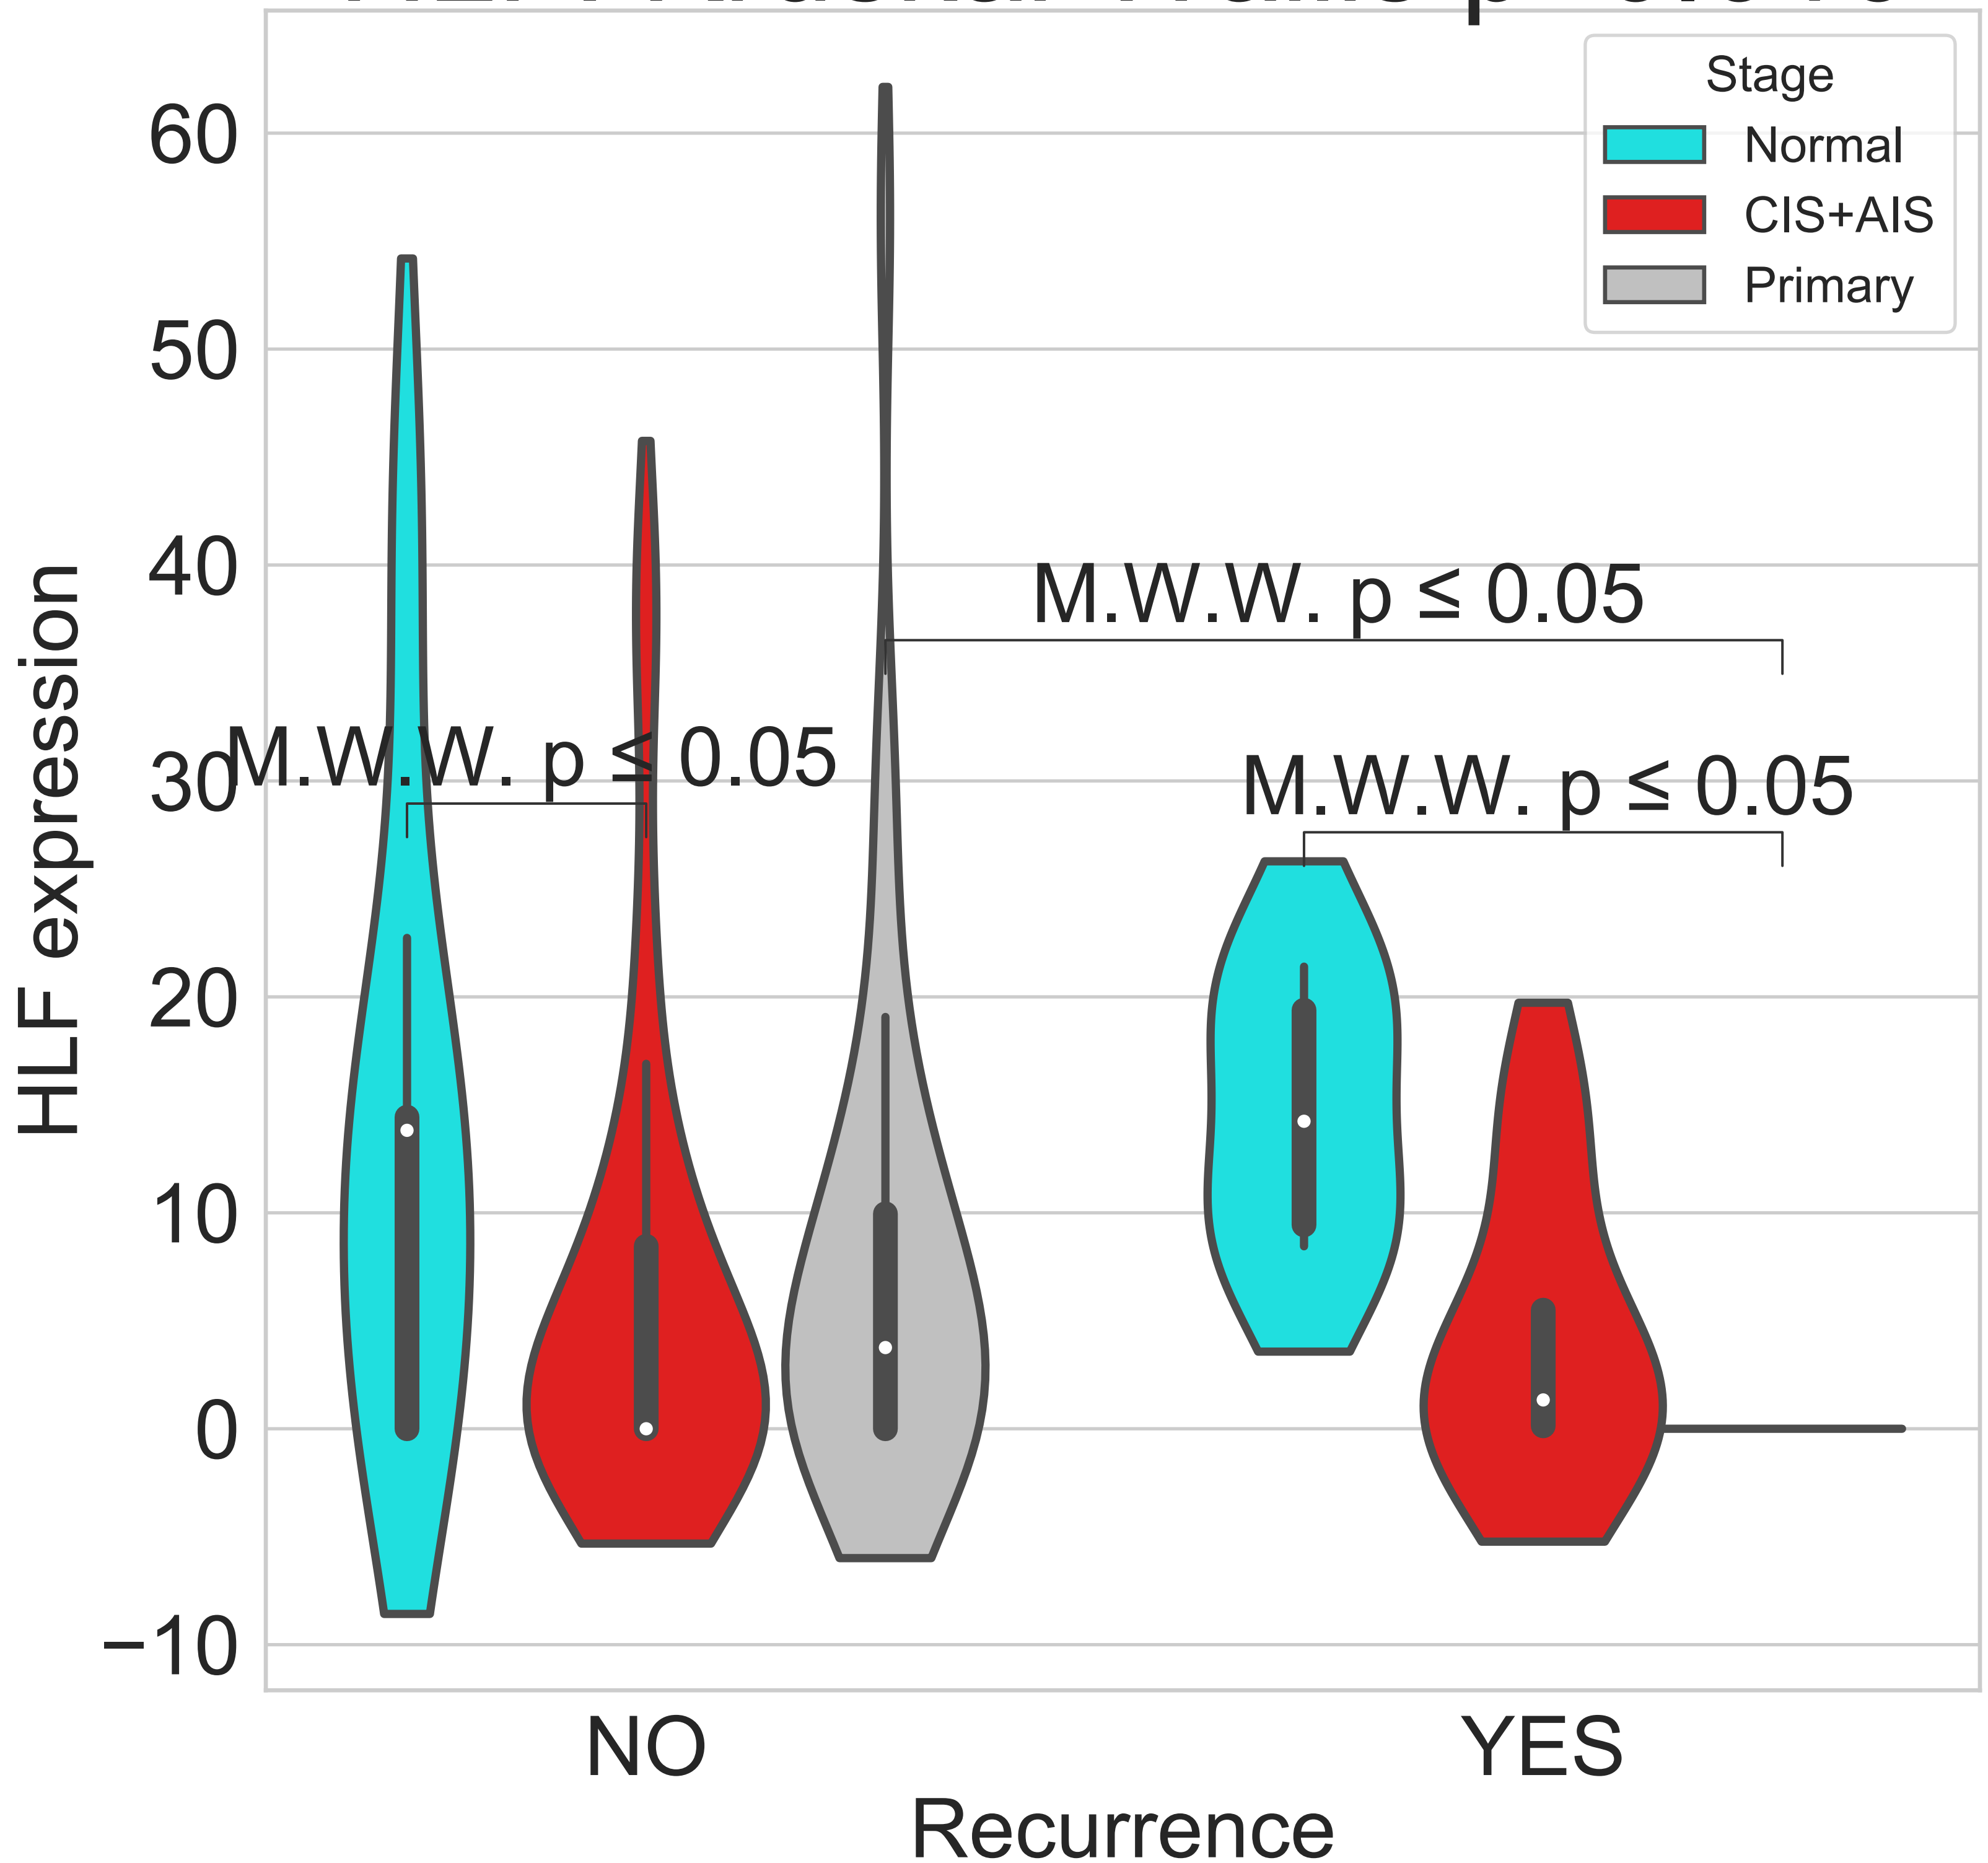 Stage
Normal
CIS+AIS
Primary
60
50
40
30
20
10
0
−10
HLF expression
M.W.W. p ≤ 0.05
M.W.W. p ≤ 0.05
M.W.W. p ≤ 0.05
NO
YES
Recurrence